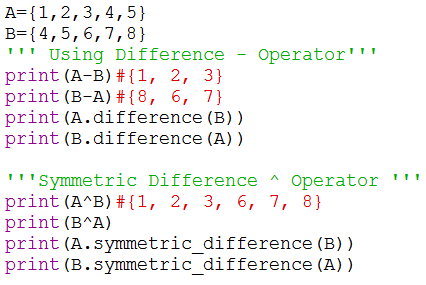 A={1,2,3,4,5}
B={4,5,6,7,8}
''' Using Difference - Operator'''
print(A-B)#{1, 2, 3}
print(B-A)#{8, 6, 7}
print(A.difference(B))
print(B.difference(A))

'''Symmetric Difference ^ Operator '''
print(A^B)#{1, 2, 3, 6, 7, 8}
print(B^A)
print(A.symmetric_difference(B))
print(B.symmetric_difference(A))